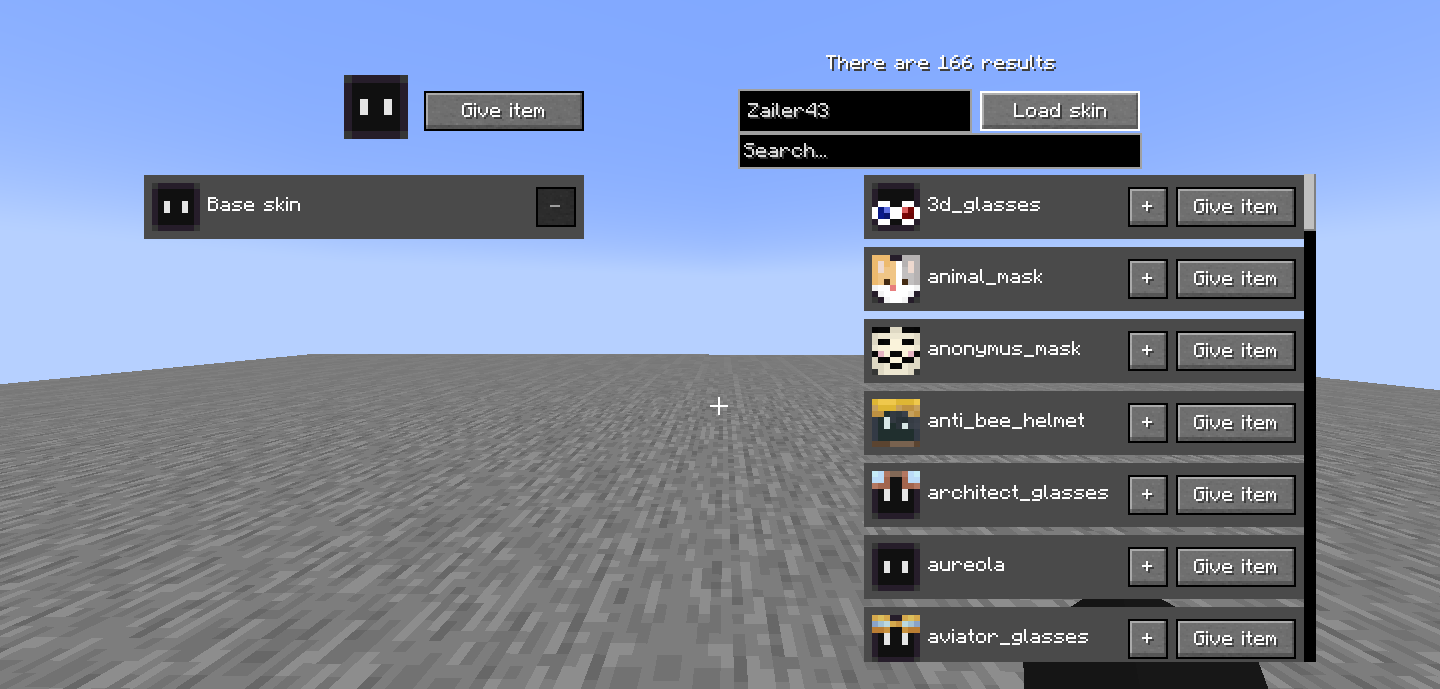 There are 166 results
Give item
Zailer43
Load skin
Search...
Base skin
-
3d_glasses
+
Give item
animal_mask
+
Give item
anonymus_mask
+
Give item
anti_bee_helmet
+
Give item
architect_glasses
+
Give item
aureola
+
Give item
aviator_glasses
+
Give item